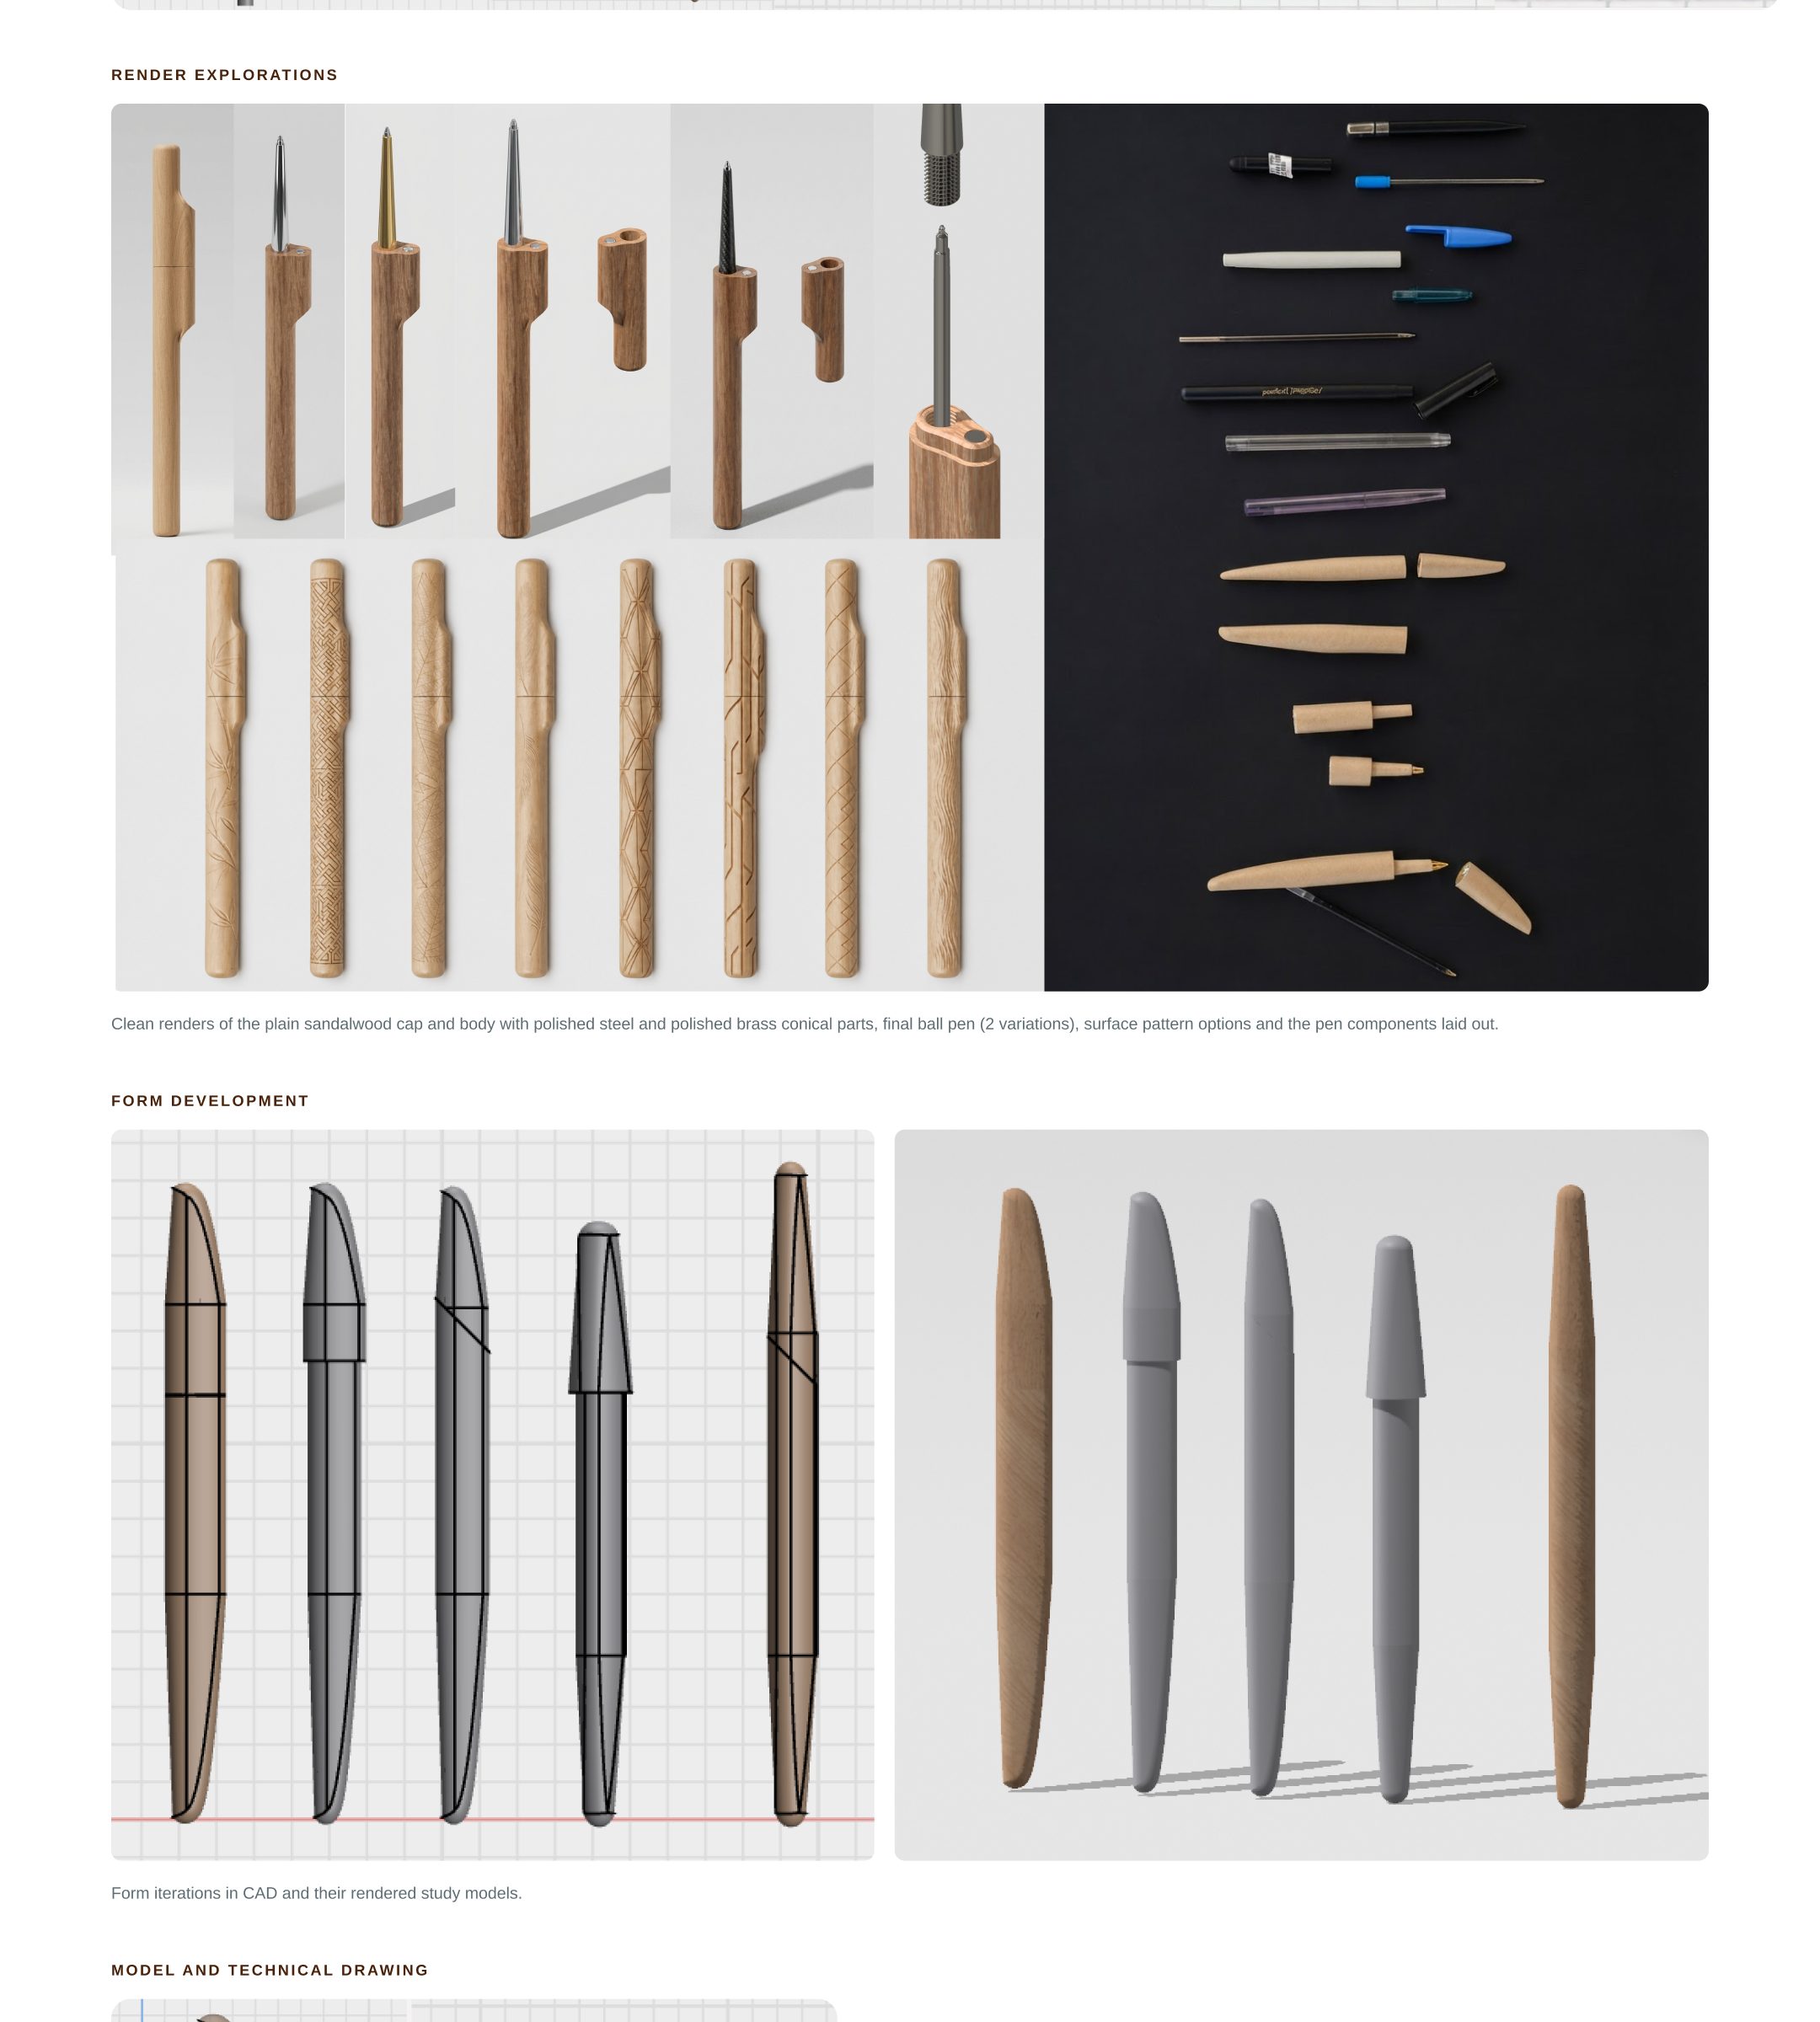 RENDER EXPLORATIONS
Clean renders of the plain sandalwood cap and body with polished steel and polished brass conical parts, final ball pen (2 variations), surface pattern options and the pen components laid out.
FORM DEVELOPMENT
Form iterations in CAD and their rendered study models.
MODEL AND TECHNICAL DRAWING